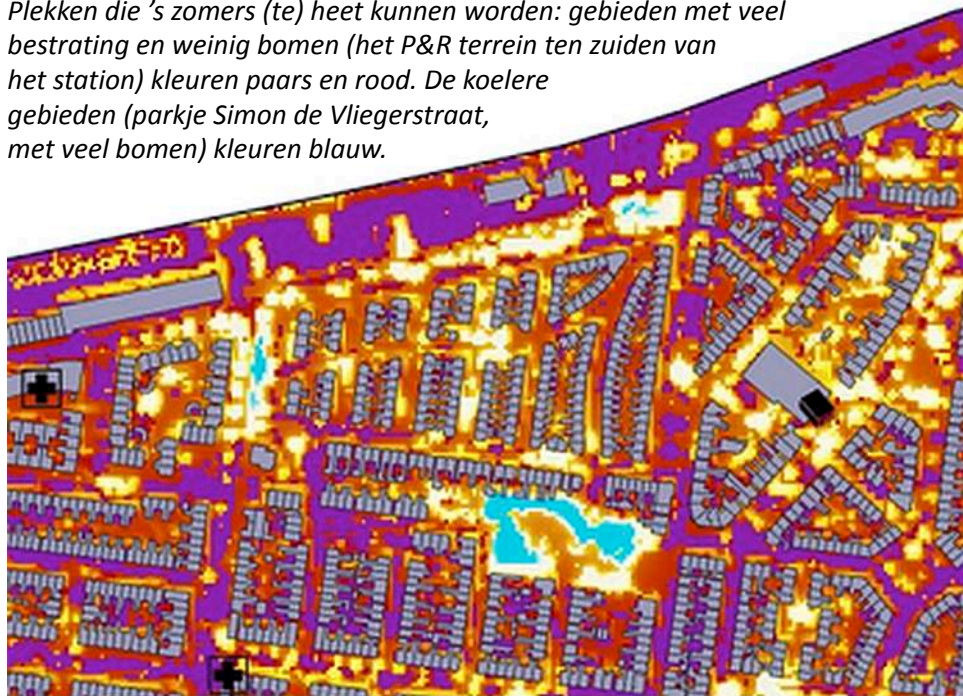 Plekken die ’s zomers (te) heet kunnen worden: gebieden met veel
bestrating en weinig bomen (het P&R terrein ten zuiden van
het station) kleuren paars en rood. De koelere
gebieden (parkje Simon de Vliegerstraat,
met veel bomen) kleuren blauw.